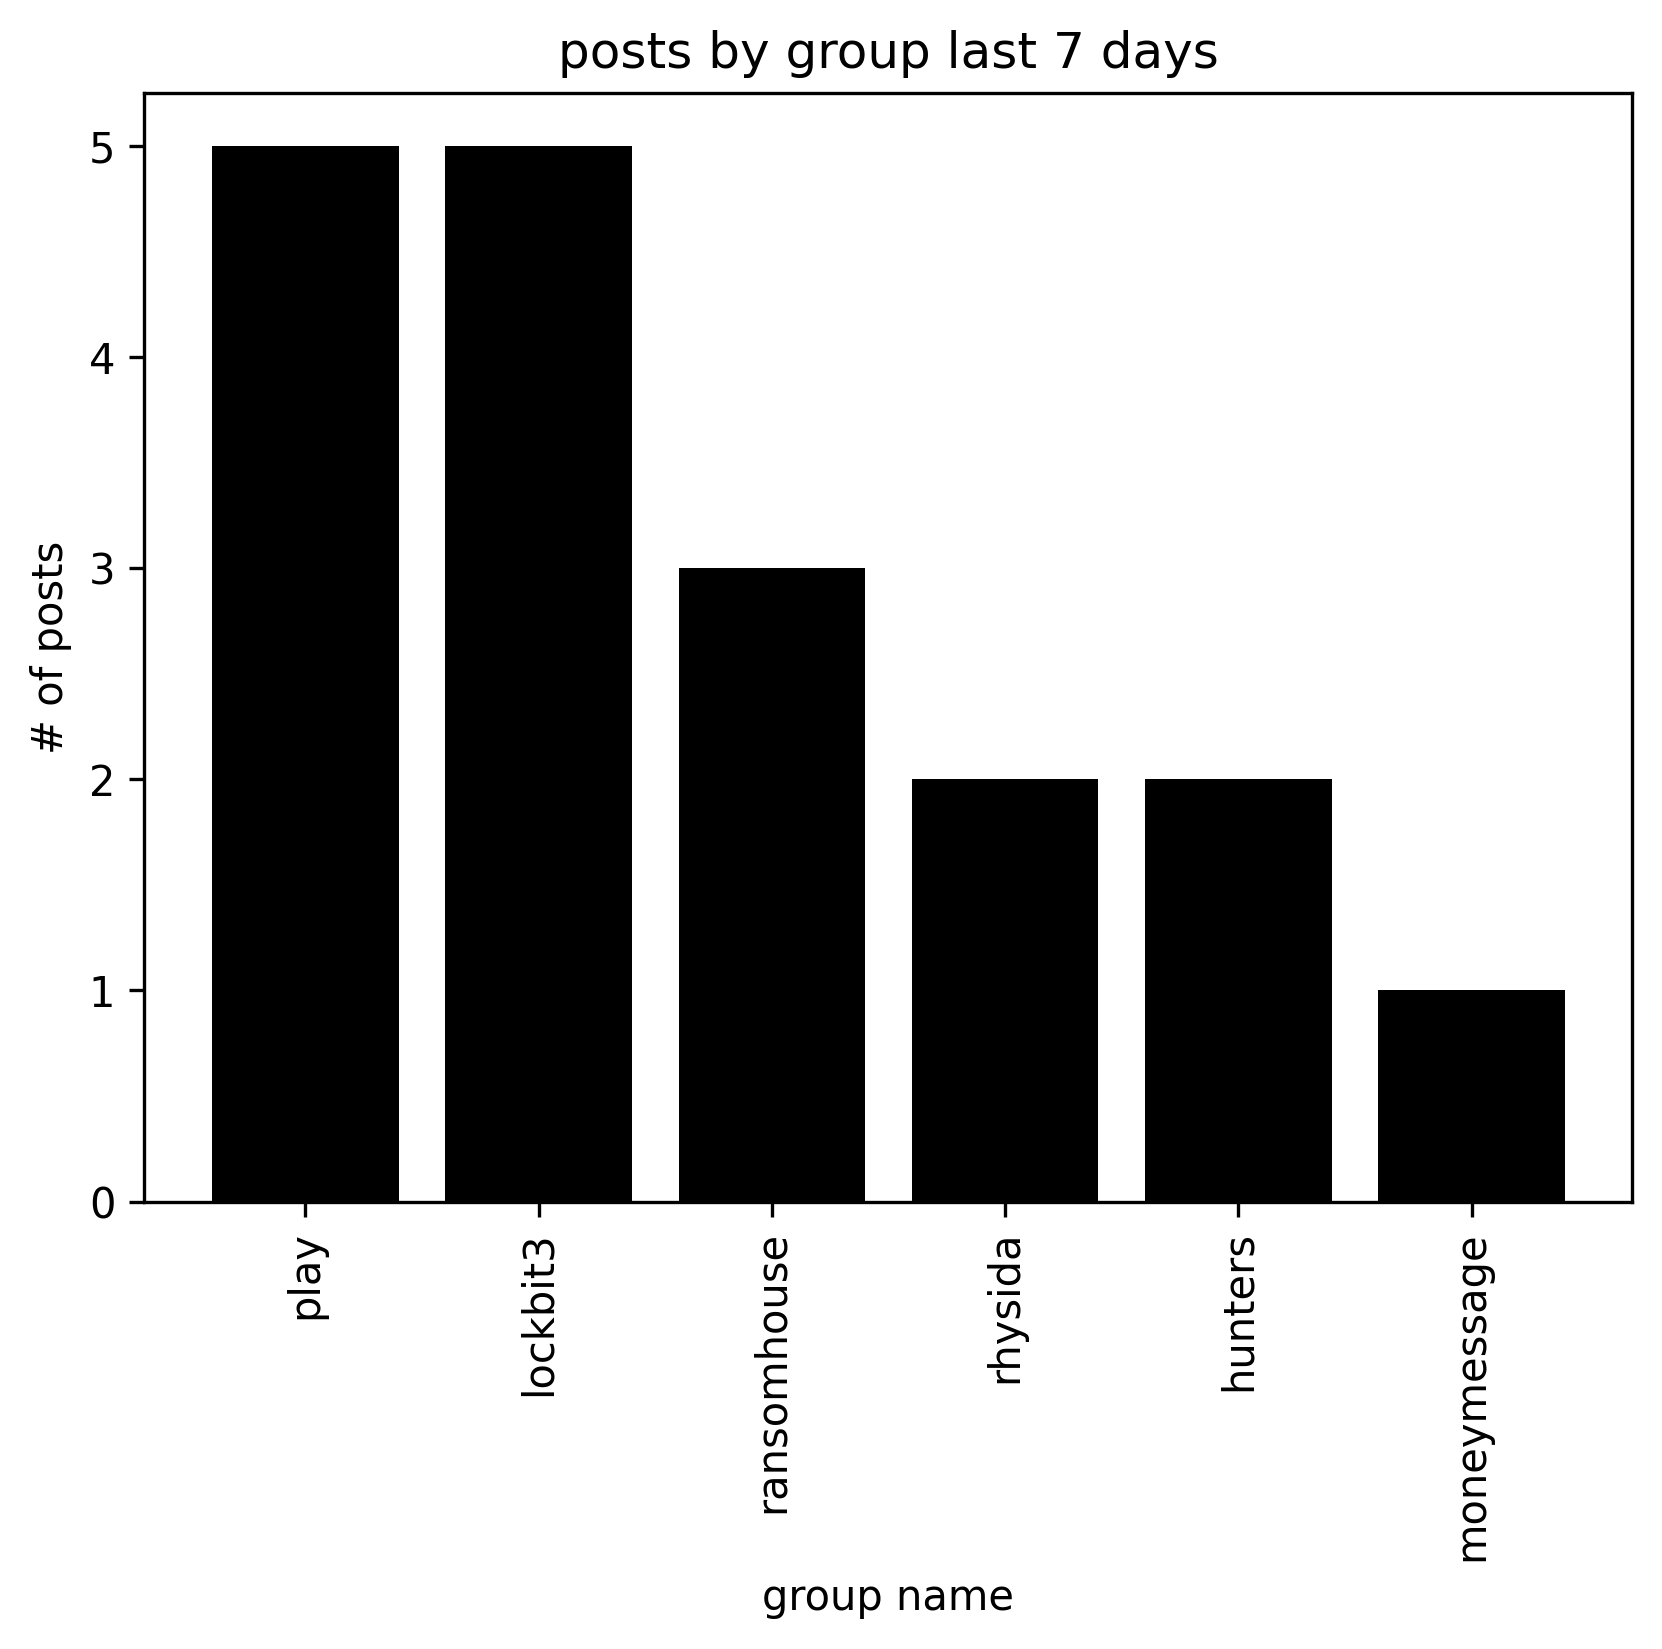 posts by group last 7 days
# of posts
5
4
3
2
1
0
play
lockbit3
ransomhouse
rhysida
hunters
moneymessage
group name